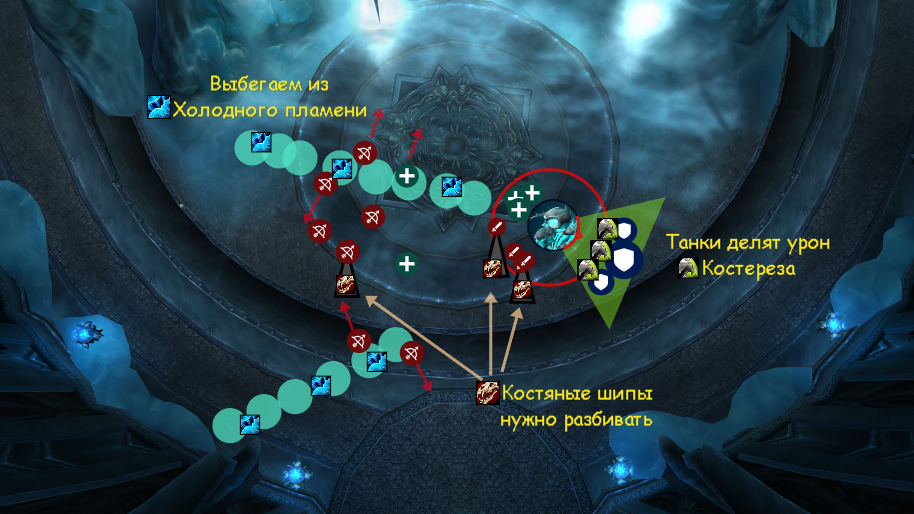 Выбегаем из
Холодного пламени
Танки делят урон
Костереза
Костяные шипы
нужно разбивать